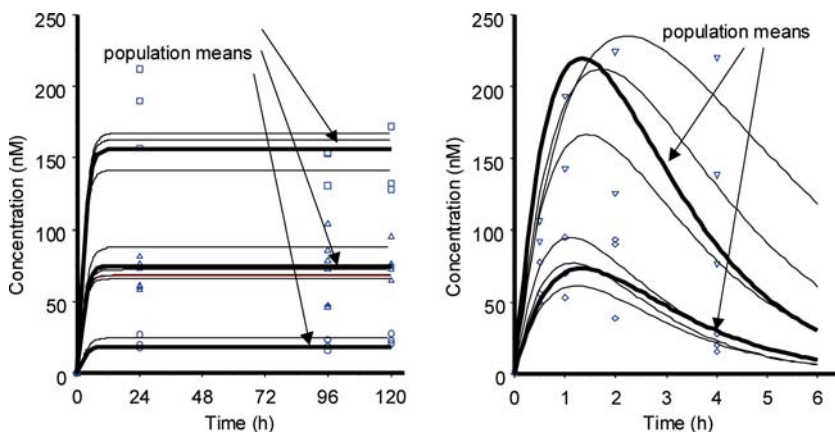 250
200
150
100
50
0
Concentration (nM)
population means
0 24 48 72 96 120
Time (h)
250
200
150
100
50
0
Concentration (nM)
population means
0 1 2 3 4 5 6
Time (h)